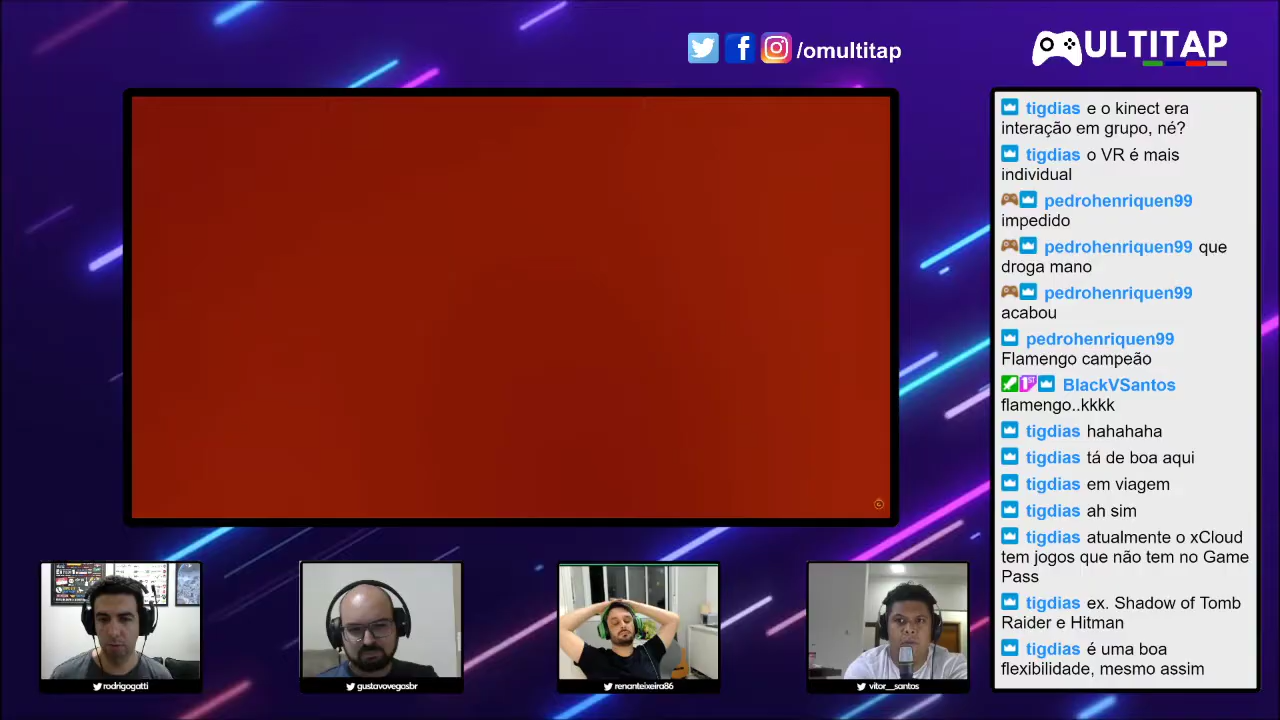 /omultitap
ULTITAP
tigdias e o kinect era
interação em grupo, né?
tigdias o VR é mais
individual
pedrohenriquen99
impedido
pedrohenriquen99 que
droga mano
pedrohenriquen99
acabou
pedrohenriquen99
Flamengo campeão
1ST BlackVSantos
flamengo..kkkk
tigdias hahahaha
tigdias tá de boa aqui
tigdias em viagem
tigdias ah sim
tigdias atualmente o xCloud
tem jogos que não tem no Game
Pass
tigdias ex. Shadow of Tomb
Raider e Hitman
tigdias é uma boa
flexibilidade, mesmo assim
rodrigogatti
gustavovegasbr
renanteixeira86
vitor__santos